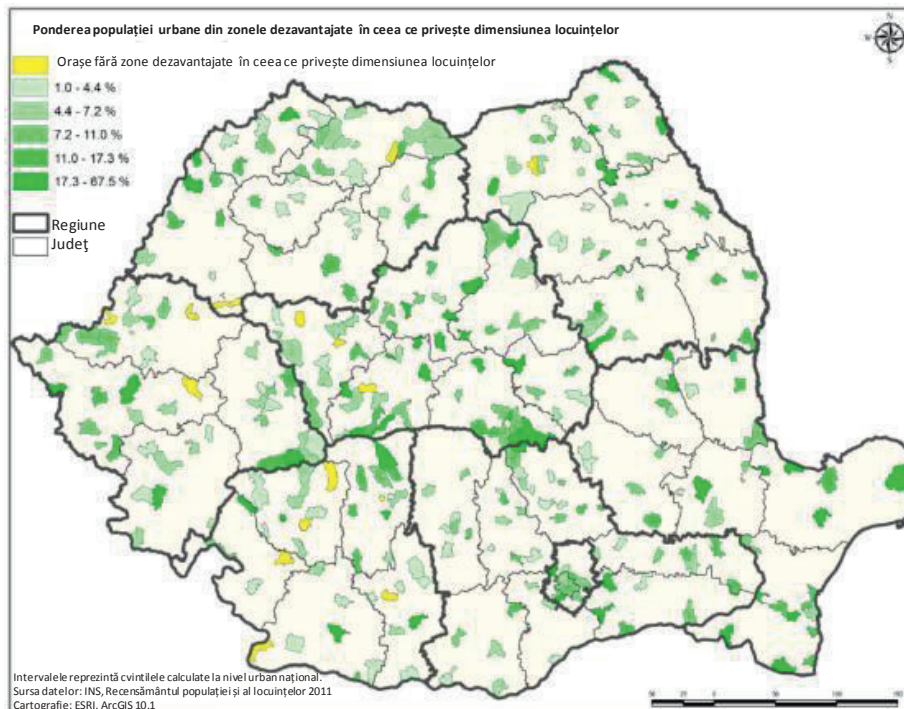 Ponderea populației urbane din zonele dezavantajate în ceea ce privește dimensiunea locuințelor
N
W
E
S
Orașe fără zone dezavantajate în ceea ce privește dimensiunea locuințelor
1.0 - 4.4 %
4.4 - 7.2 %
7.2 - 11.0 %
11.0 - 17.3 %
17.3 - 67.5 %
Regiune
Județ
Intervalele reprezintă cvintilele calculate la nivel urban național.
Sursa datelor: INS, Recensământul populației și al locuințelor 2011
Cartografie: ESRI, ArcGIS 10.1
0
50
100